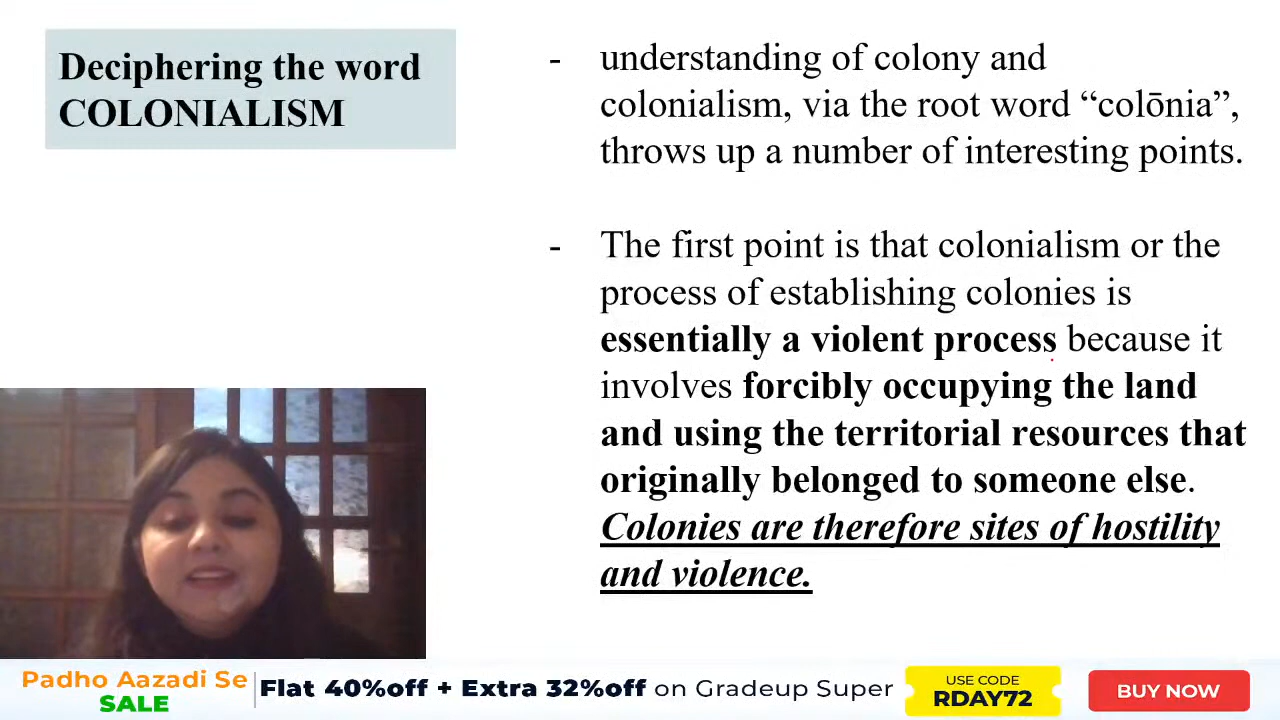 Deciphering the word
COLONIALISM
- understanding of colony and
colonialism, via the root word “colōnia”,
throws up a number of interesting points.
- The first point is that colonialism or the
process of establishing colonies is
essentially a violent process because it
involves forcibly occupying the land
and using the territorial resources that
originally belonged to someone else.
Colonies are therefore sites of hostility
and violence.
Padho Aazadi Se
SALE
Flat 40%off + Extra 32%off on Gradeup Super
USE CODE
RDAY72
BUY NOW